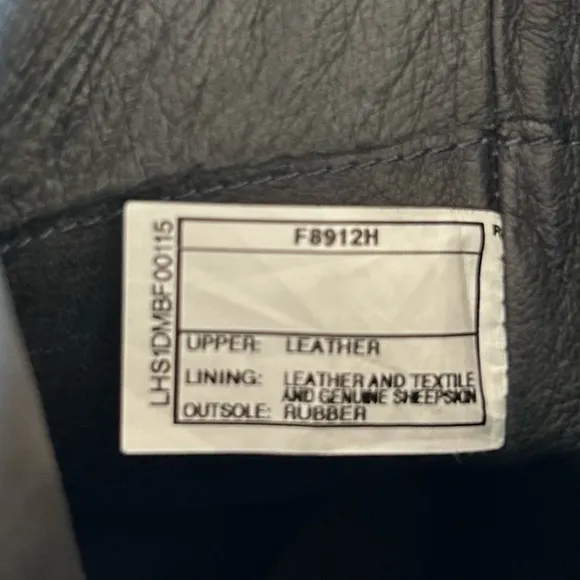 LHS1DMBF00115
F8912H
UPPER: LEATHER
LINING: LEATHER AND TEXTILE
AND GENUINE SHEEPSKIN
OUTSOLE: RUBBER